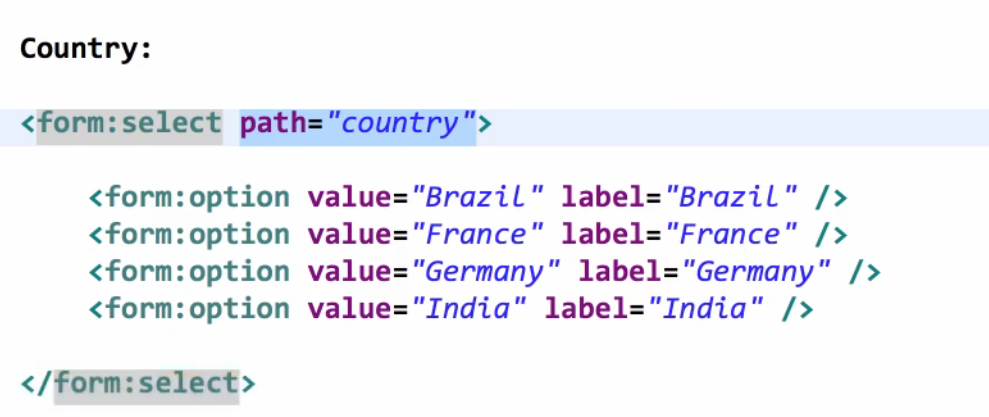 Country:
<form:select path="country">
<form:option value="Brazil" label="Brazil" />
<form:option value="France" label="France" />
<form:option value="Germany" label="Germany" />
<form:option value="India" label="India" />
</form:select>